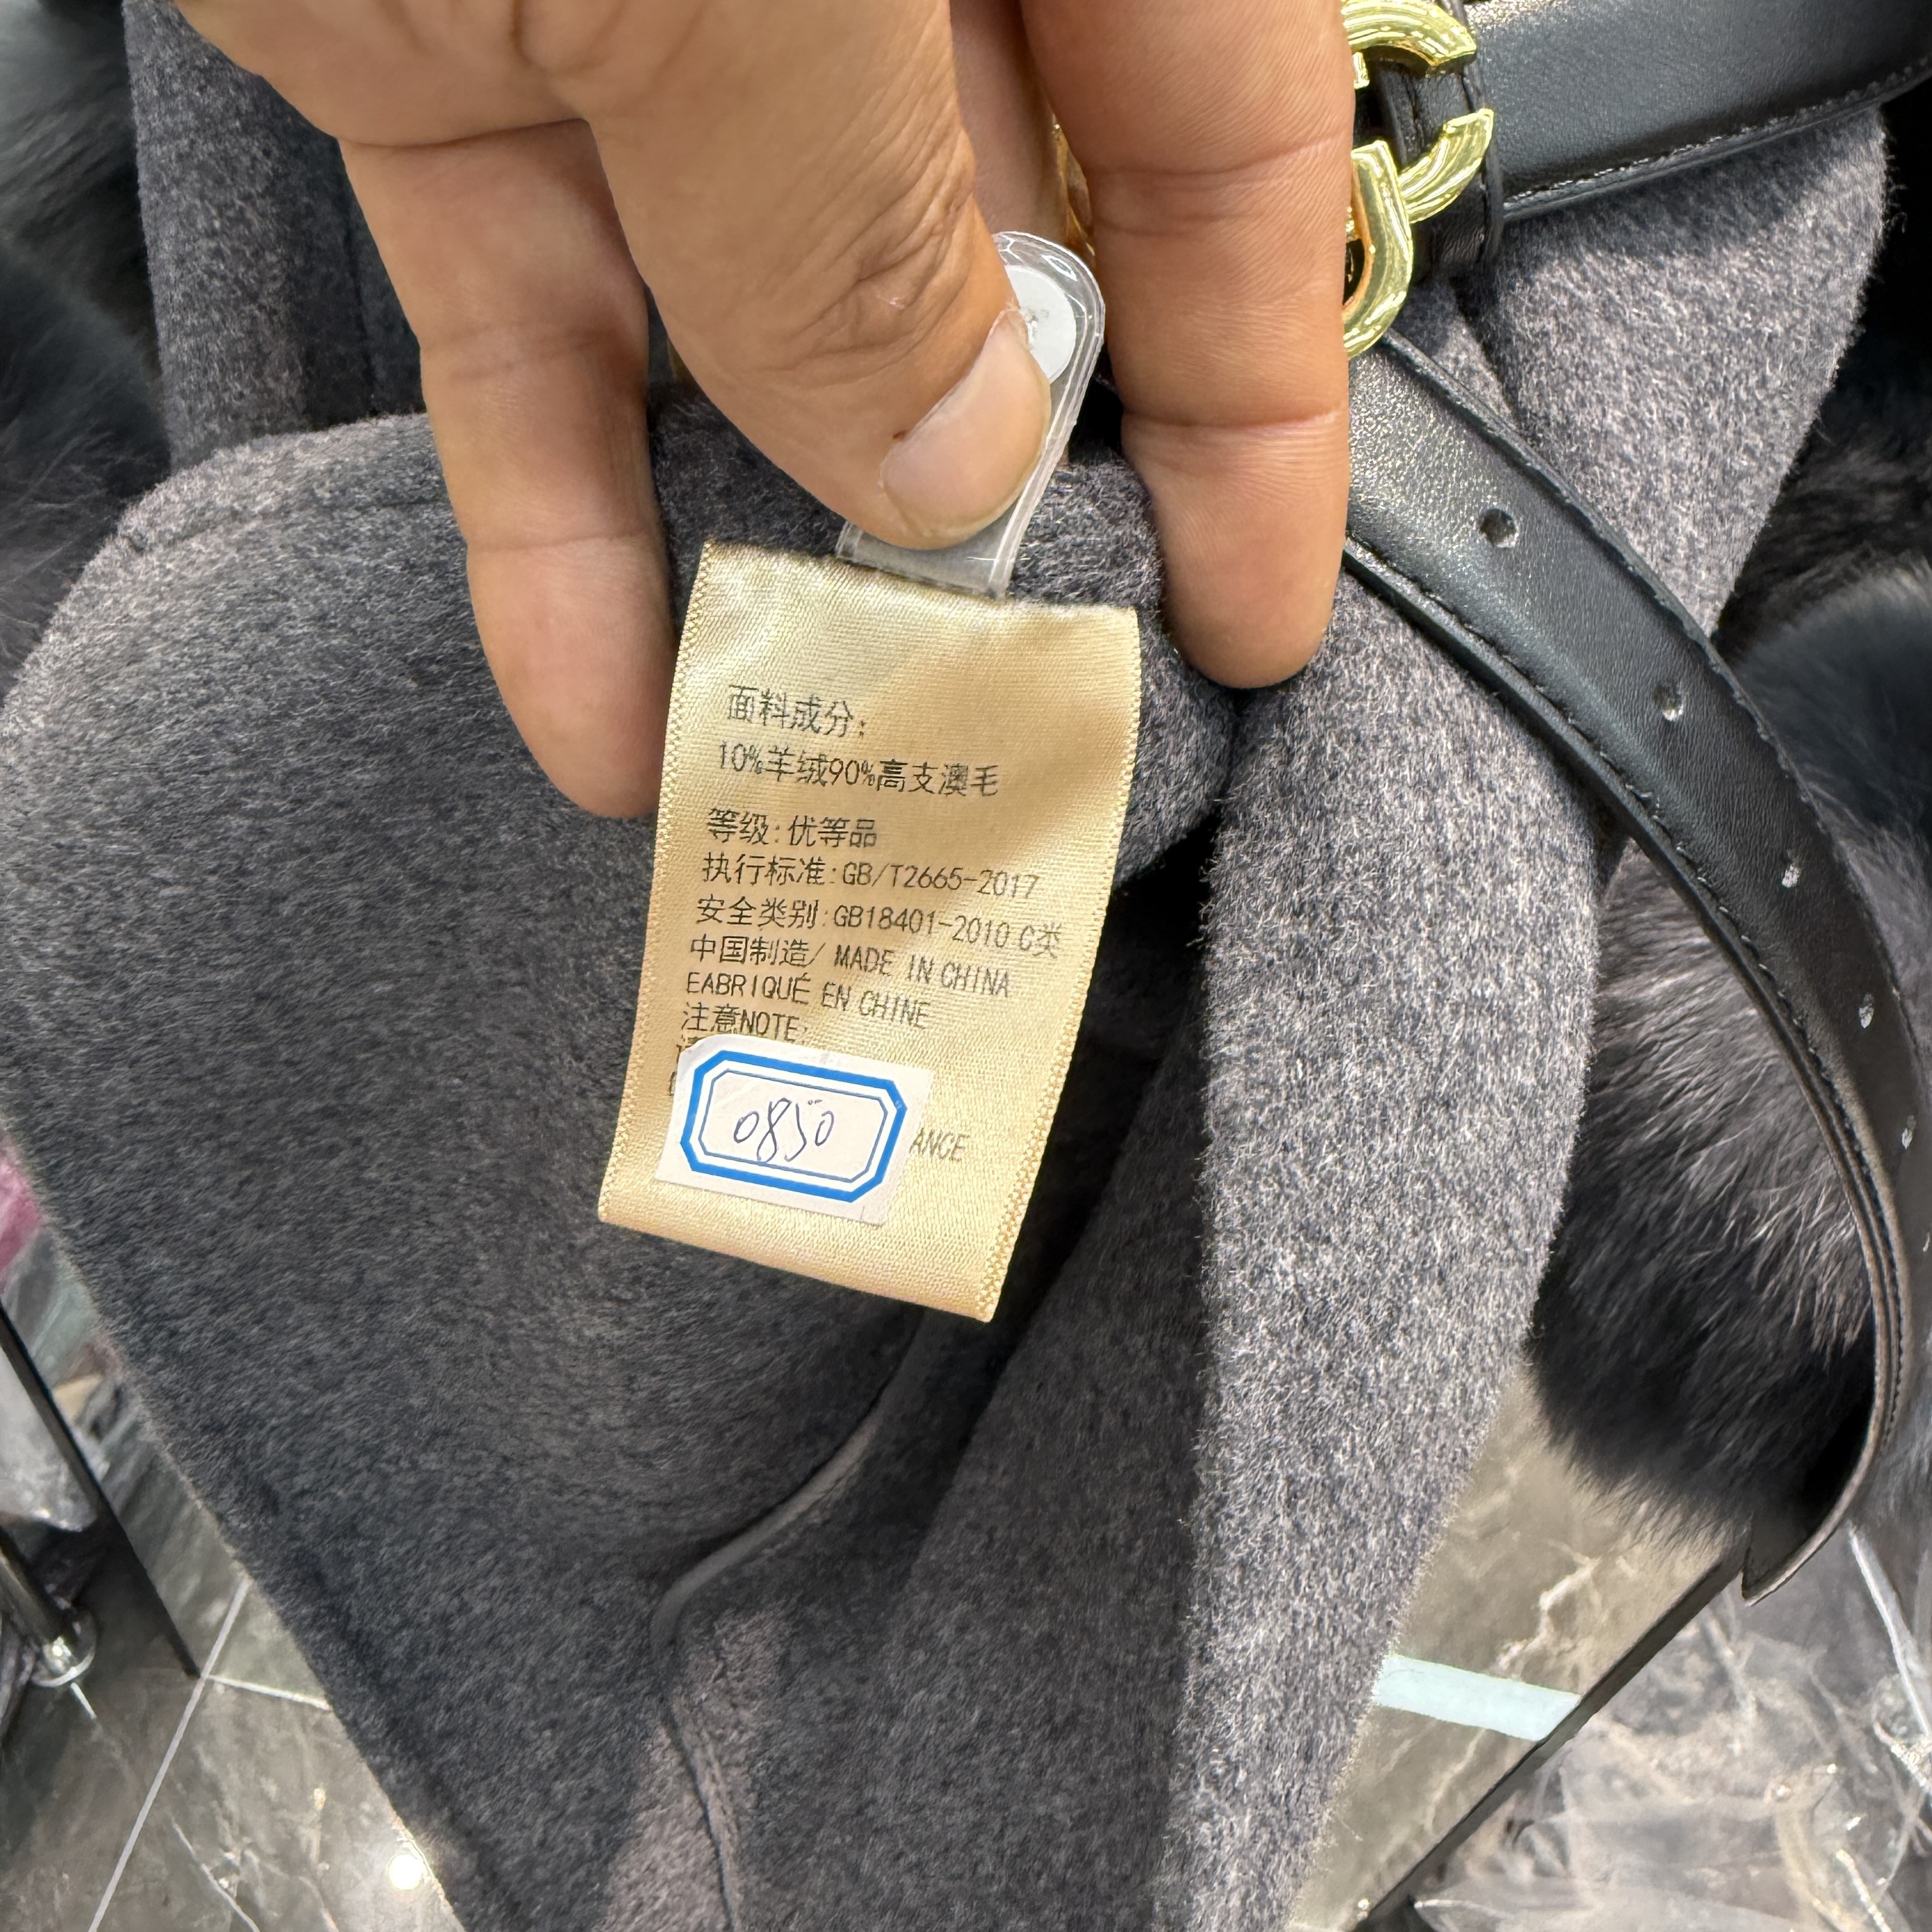 面料成分:
10%羊绒90%高支澳毛
等级:优等品
执行标准:GB/T2665-2017
安全类别:GB18401-2010 C类
中国制造/ MADE IN CHINA
EABRIQUÉ EN CHINE
注意NOTE:
0850
ANCE